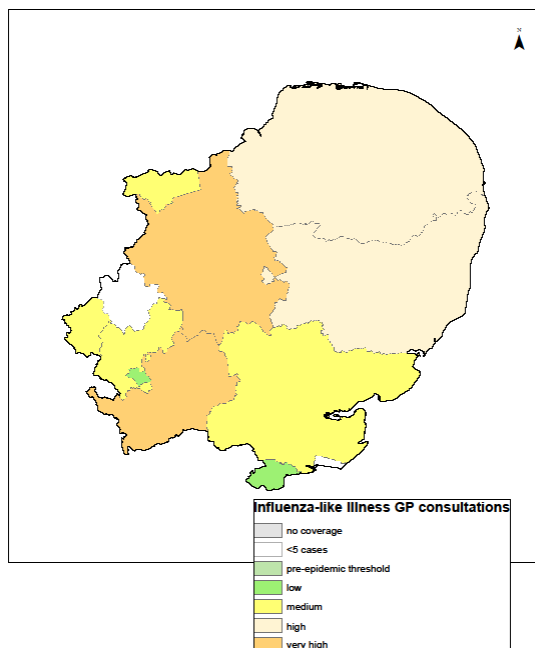 N
Influenza-like Illness GP consultations
no coverage
<5 cases
pre-epidemic threshold
low
medium
high
very high